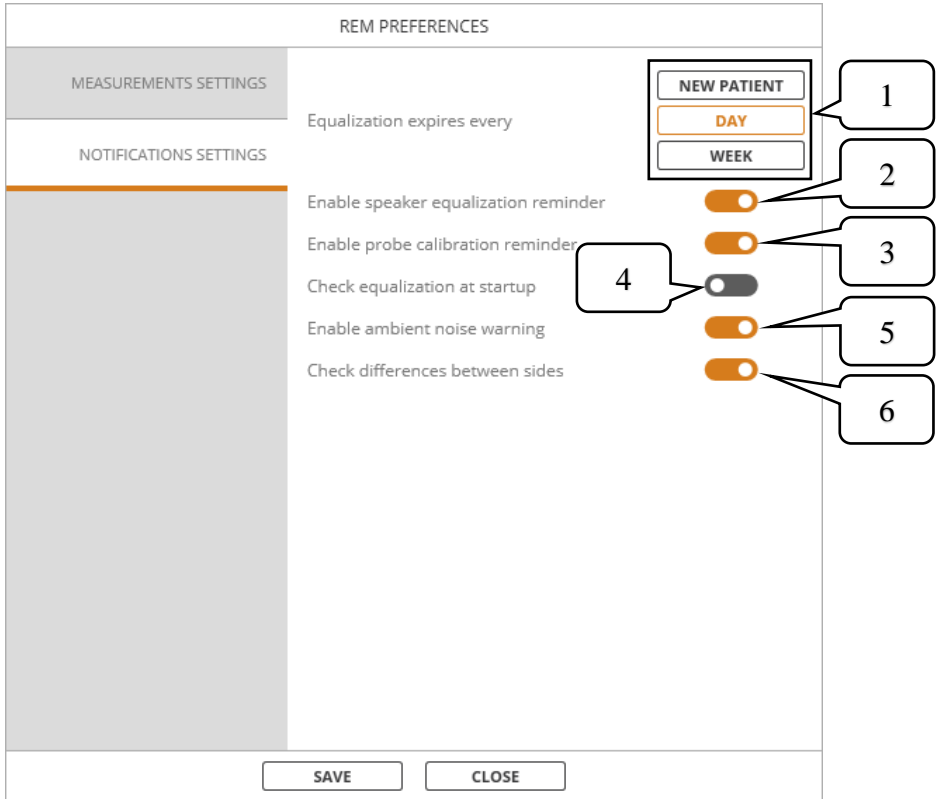 REM PREFERENCES
MEASUREMENTS SETTINGS
NOTIFICATIONS SETTINGS
Equalization expires every
NEW PATIENT
DAY
WEEK
1
Enable speaker equalization reminder
2
Enable probe calibration reminder
3
Check equalization at startup
4
Enable ambient noise warning
5
Check differences between sides
6
SAVE
CLOSE